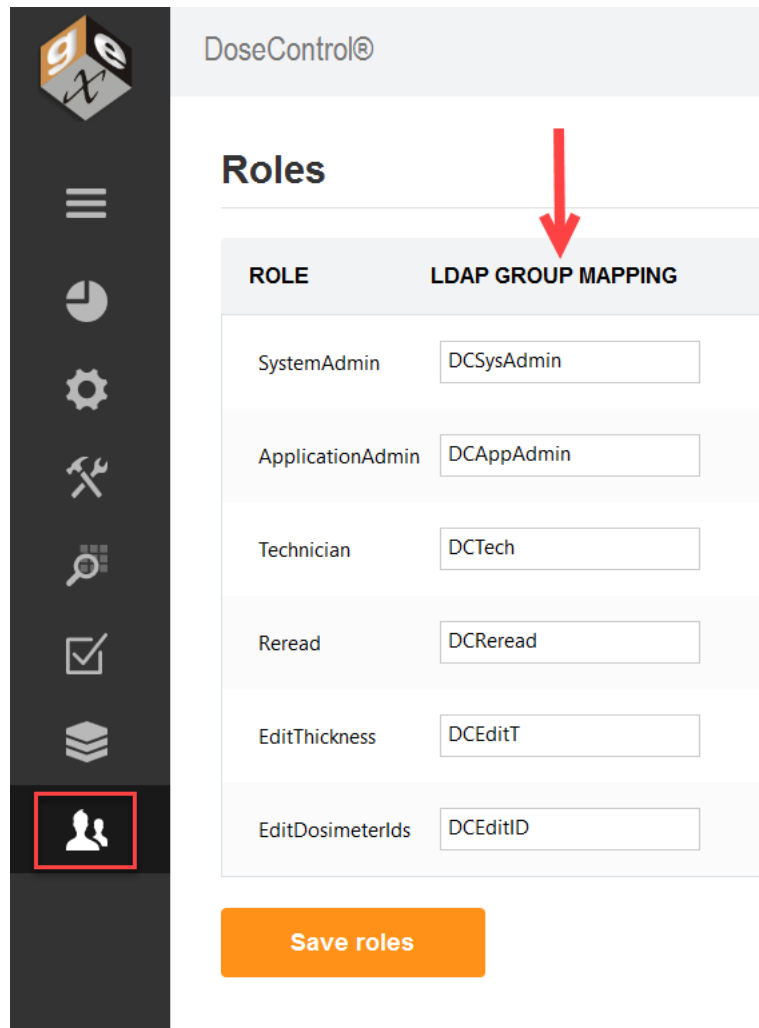 gex
DoseControl®
Roles
ROLE LDAP GROUP MAPPING
SystemAdmin DCSysAdmin
ApplicationAdmin DCAppAdmin
Technician DCTech
Reread DCReread
EditThickness DCEditT
EditDosimeterIds DCEditID
Save roles